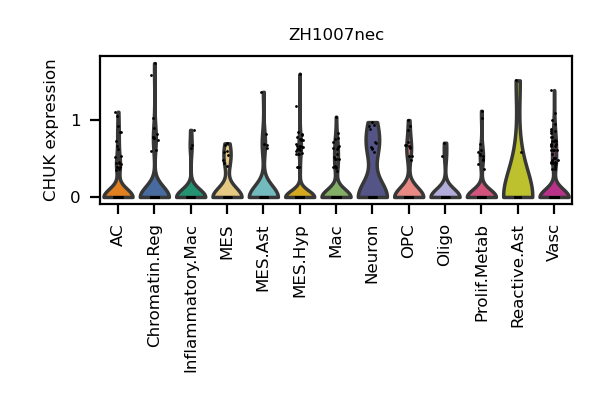 ZH1007nec
CHUK expression
1
0
AC
Chromatin.Reg
Inflammatory.Mac
MES
MES.Ast
MES.Hyp
Mac
Neuron
OPC
Oligo
Prolif.Metab
Reactive.Ast
Vasc